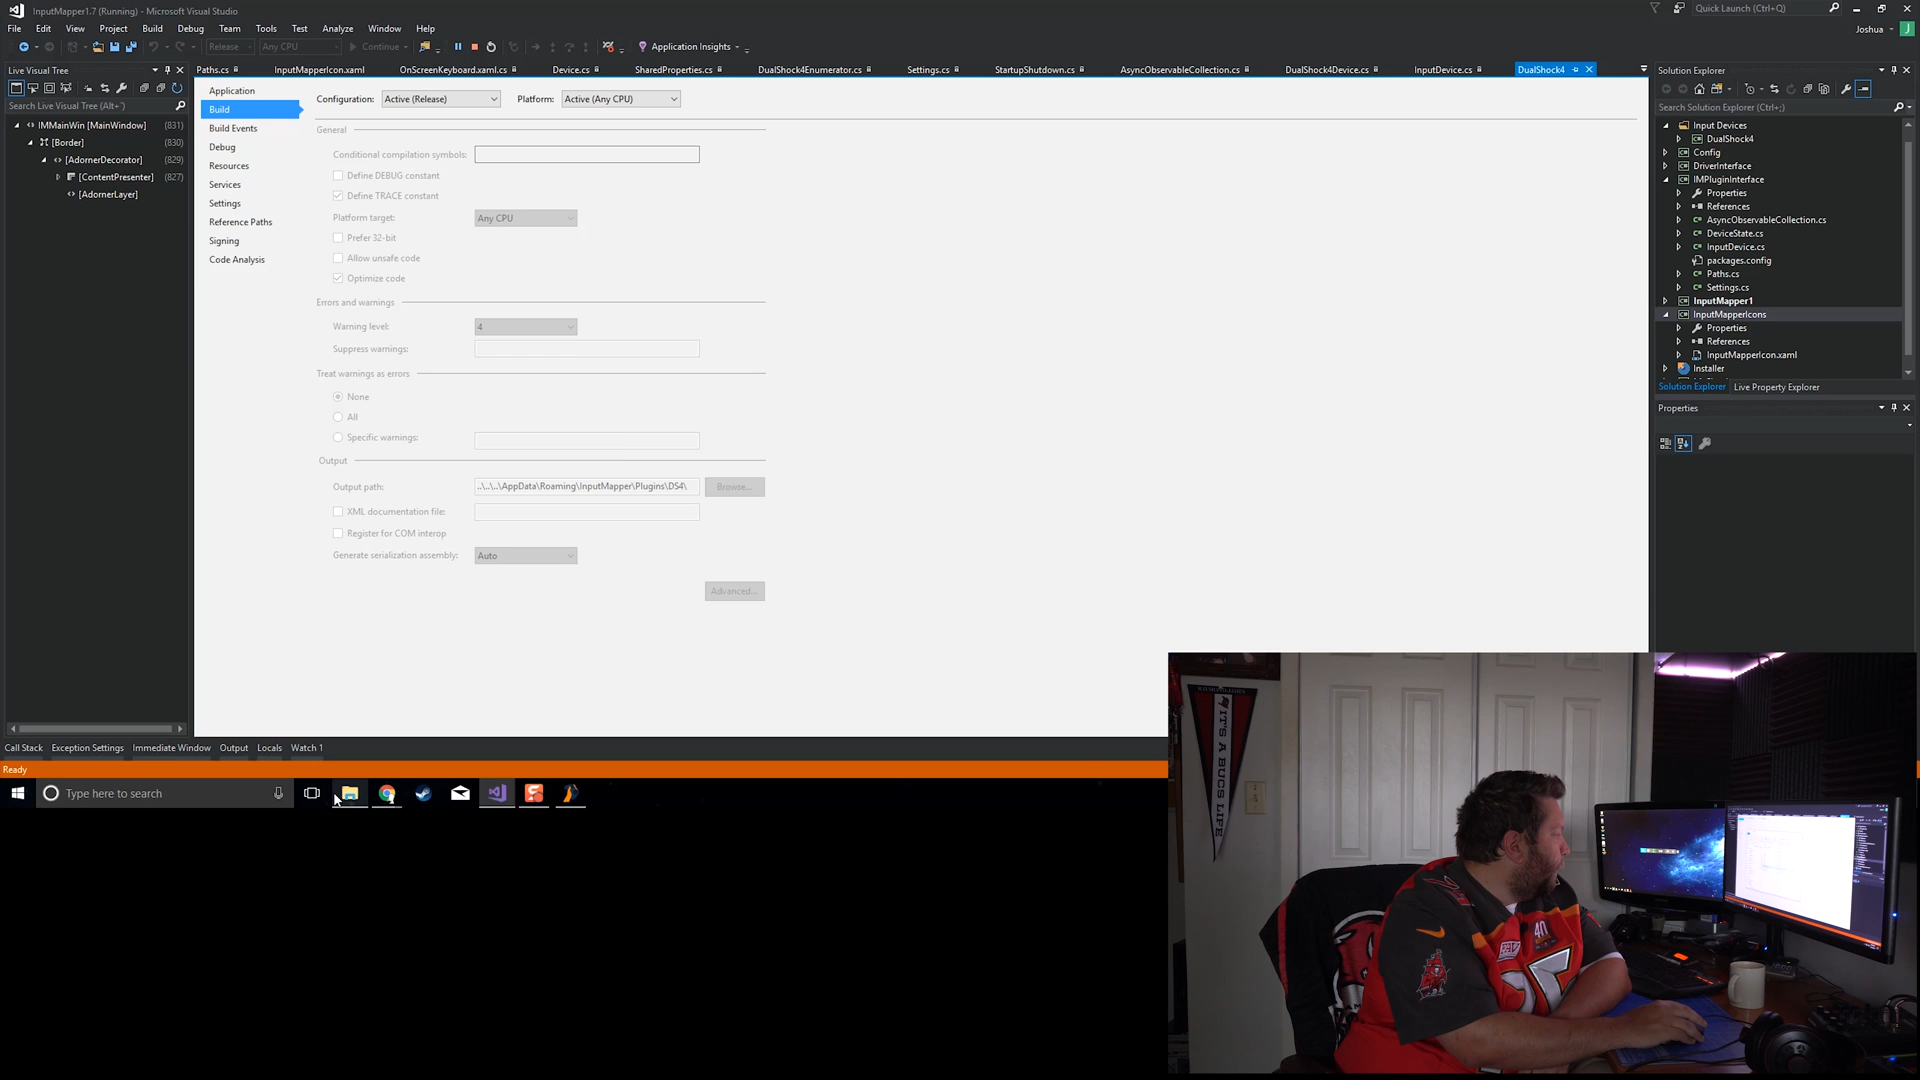 InputMapper1.7 (Running) - Microsoft Visual Studio
Quick Launch (Ctrl+Q)
File Edit View Project Build Debug Team Tools Test Analyze Window Help
Joshua J
Release Any CPU Continue Application Insights
Live Visual Tree
Paths.cs InputMapperIcon.xaml OnScreenKeyboard.xaml.cs Device.cs SharedProperties.cs DualShock4Enumerator.cs Settings.cs StartupShutdown.cs AsyncObservableCollection.cs DualShock4Device.cs InputDevice.cs DualShock4
Solution Explorer
Search Live Visual Tree (Alt+`)
Search Solution Explorer (Ctrl+;)
IMMainWin [MainWindow] (831)
[Border] (830)
[AdornerDecorator] (829)
[ContentPresenter] (827)
[AdornerLayer]
Application
Build
Build Events
Debug
Resources
Services
Settings
Reference Paths
Signing
Code Analysis
Configuration: Active (Release) Platform: Active (Any CPU)
General
Conditional compilation symbols:
Define DEBUG constant
Define TRACE constant
Platform target: Any CPU
Prefer 32-bit
Allow unsafe code
Optimize code
Errors and warnings
Warning level: 4
Suppress warnings:
Treat warnings as errors
None
All
Specific warnings:
Output
Output path: ..\..\..\AppData\Roaming\InputMapper\Plugins\DS4\ Browse...
XML documentation file:
Register for COM interop
Generate serialization assembly: Auto
Advanced...
Input Devices
DualShock4
Config
DriverInterface
IMPluginInterface
Properties
References
AsyncObservableCollection.cs
DeviceState.cs
InputDevice.cs
packages.config
Paths.cs
Settings.cs
InputMapper1
InputMapperIcons
Properties
References
InputMapperIcon.xaml
Installer
Solution Explorer Live Property Explorer
Properties
Call Stack Exception Settings Immediate Window Output Locals Watch 1
Ready
Type here to search
IT'S A BUCS LIFE
40